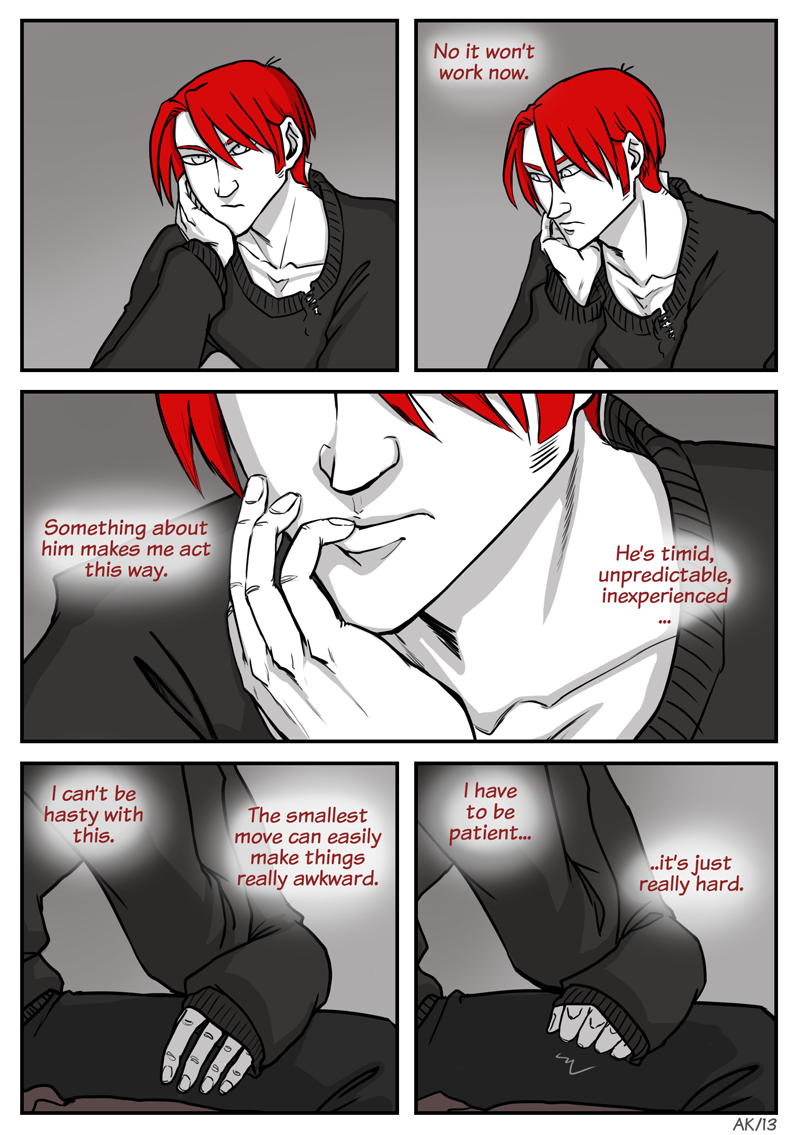 No it won't
work now.
Something about
him makes me act
this way.
He's timid,
unpredictable,
inexperienced
...
I can't be
hasty with
this.
The smallest
move can easily
make things
really awkward.
I have
to be
patient...
..it's just
really hard.
AK/13